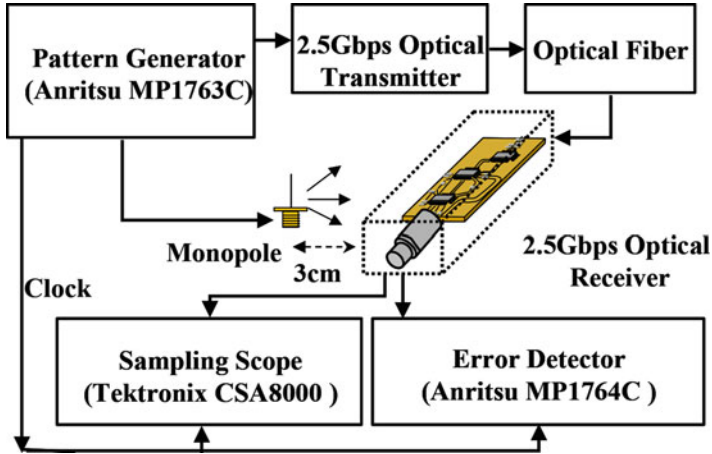 Pattern Generator
(Anritsu MP1763C)
2.5Gbps Optical
Transmitter
Optical Fiber
Monopole
3cm
2.5Gbps Optical
Receiver
Clock
Sampling Scope
(Tektronix CSA8000 )
Error Detector
(Anritsu MP1764C )